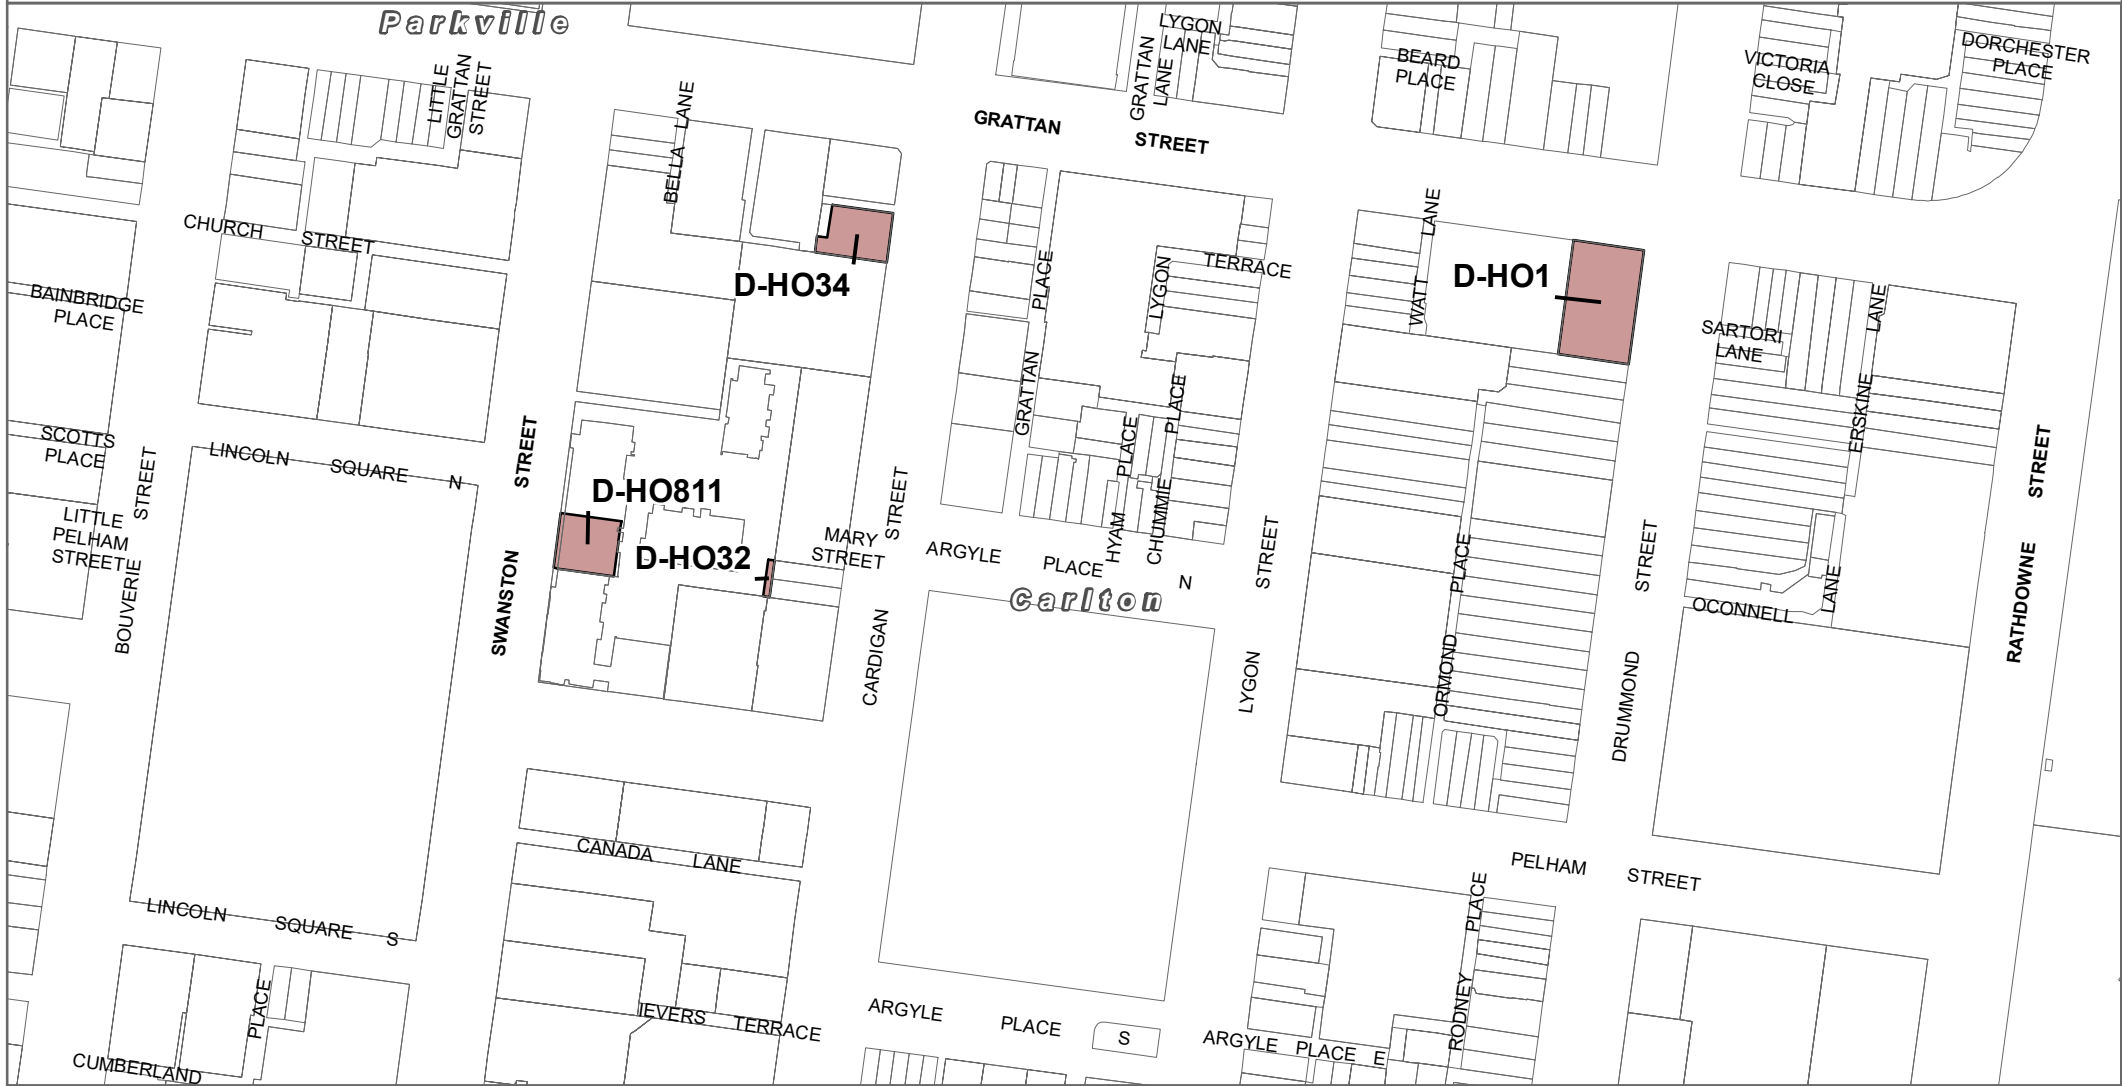 Parkville
LYGON
LANE
GRATTAN
LANE
BEARD
PLACE
VICTORIA
CLOSE
DORCHESTER
PLACE
LITTLE
GRATTAN
STREET
BELLA LANE
GRATTAN STREET
CHURCH STREET
D-HO34
GRATTAN PLACE
LYGON
TERRACE
WATT LANE
D-HO1
SARTORI
LANE
ERSKINE LANE
BAINBRIDGE
PLACE
SCOTTS
PLACE
LINCOLN SQUARE N
SWANSTON STREET
D-HO811
D-HO32
MARY
STREET
CARDIGAN STREET
LITTLE
PELHAM
STREET
BOUVERIE STREET
ARGYLE PLACE N
HYAM PLACE
CHUMMIE PLACE
Carlton
LYGON STREET
ORMOND PLACE
DRUMMOND STREET
OCONNELL LANE
RATHDOWNE STREET
CANADA LANE
PELHAM STREET
LINCOLN SQUARE S
PLACE
CUMBERLAND
IEVERS TERRACE
ARGYLE PLACE S
ARGYLE PLACE E
RODNEY PLACE